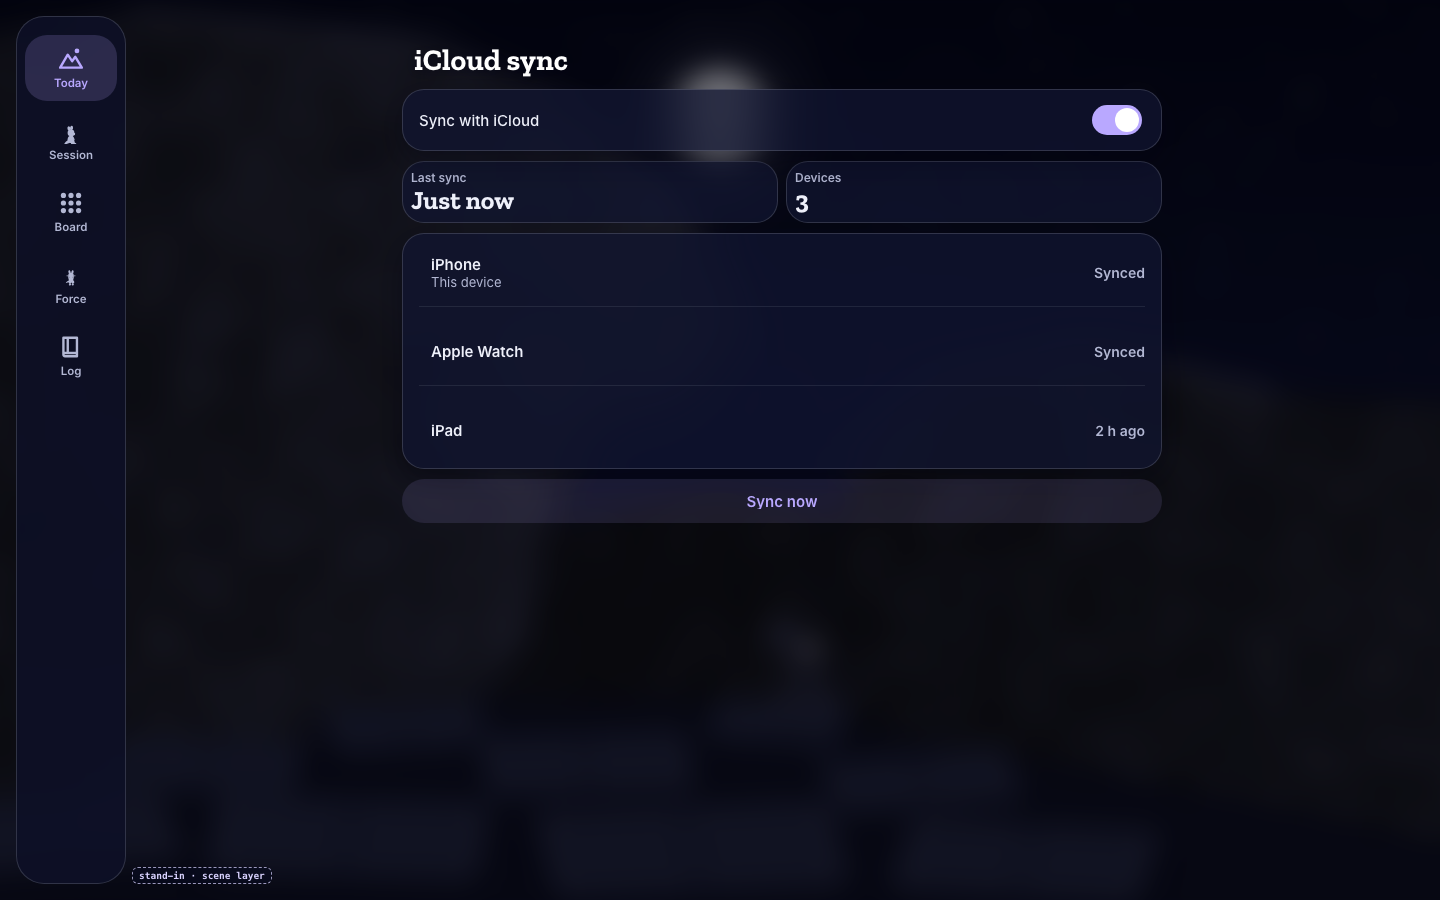 Today
Session
Board
Force
Log
iCloud sync
Sync with iCloud
Last sync
Just now
Devices
3
iPhone
This device
Synced
Apple Watch
Synced
iPad
2 h ago
Sync now
stand-in · scene layer